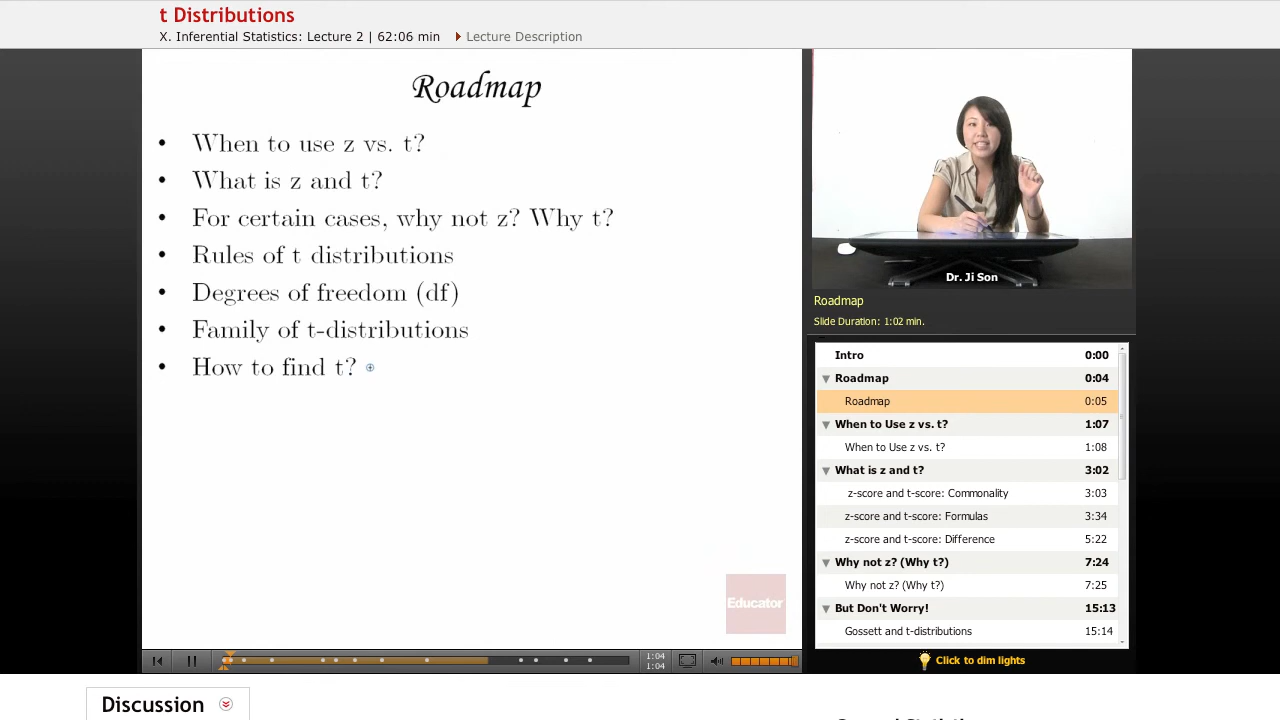 t Distributions
X. Inferential Statistics: Lecture 2 | 62:06 min Lecture Description
Roadmap
• When to use z vs. t?
• What is z and t?
• For certain cases, why not z? Why t?
• Rules of t distributions
• Degrees of freedom (df)
• Family of t-distributions
• How to find t?
Educator
1:04
1:04
Dr. Ji Son
Roadmap
Slide Duration: 1:02 min.
Intro 0:00
Roadmap 0:04
Roadmap 0:05
When to Use z vs. t? 1:07
When to Use z vs. t? 1:08
What is z and t? 3:02
z-score and t-score: Commonality 3:03
z-score and t-score: Formulas 3:34
z-score and t-score: Difference 5:22
Why not z? (Why t?) 7:24
Why not z? (Why t?) 7:25
But Don't Worry! 15:13
Gossett and t-distributions 15:14
Click to dim lights
Discussion